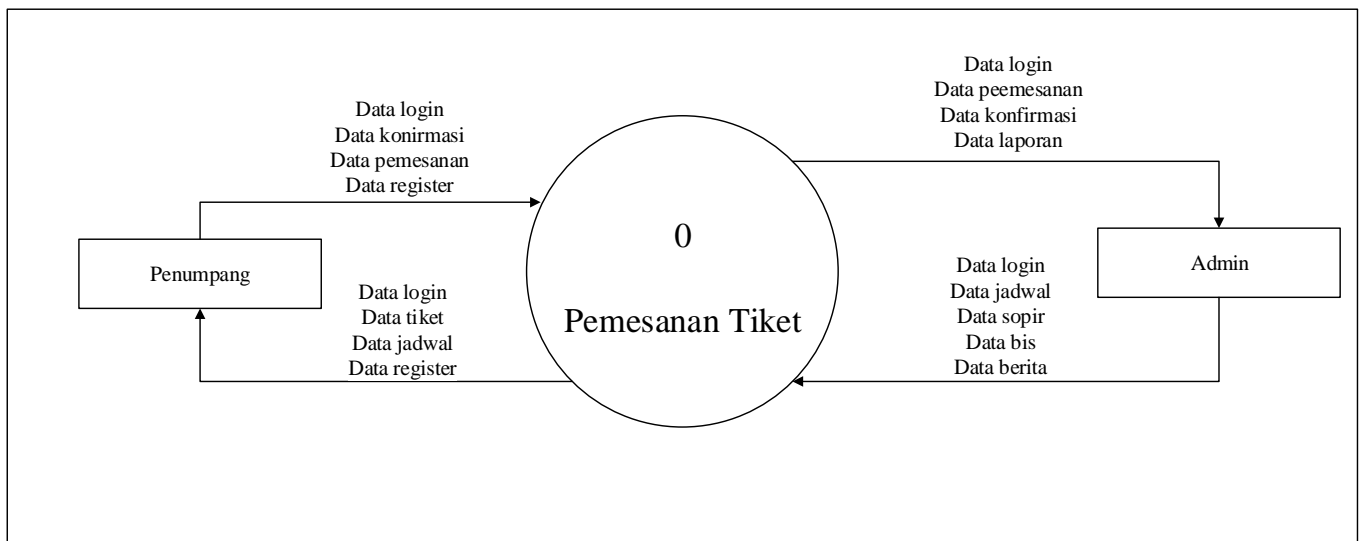 Data login
Data konirmasi
Data pemesanan
Data register
Penumpang
Data login
Data tiket
Data jadwal
Data register
0
Pemesanan Tiket
Data login
Data peemesanan
Data konfirmasi
Data laporan
Admin
Data login
Data jadwal
Data sopir
Data bis
Data berita